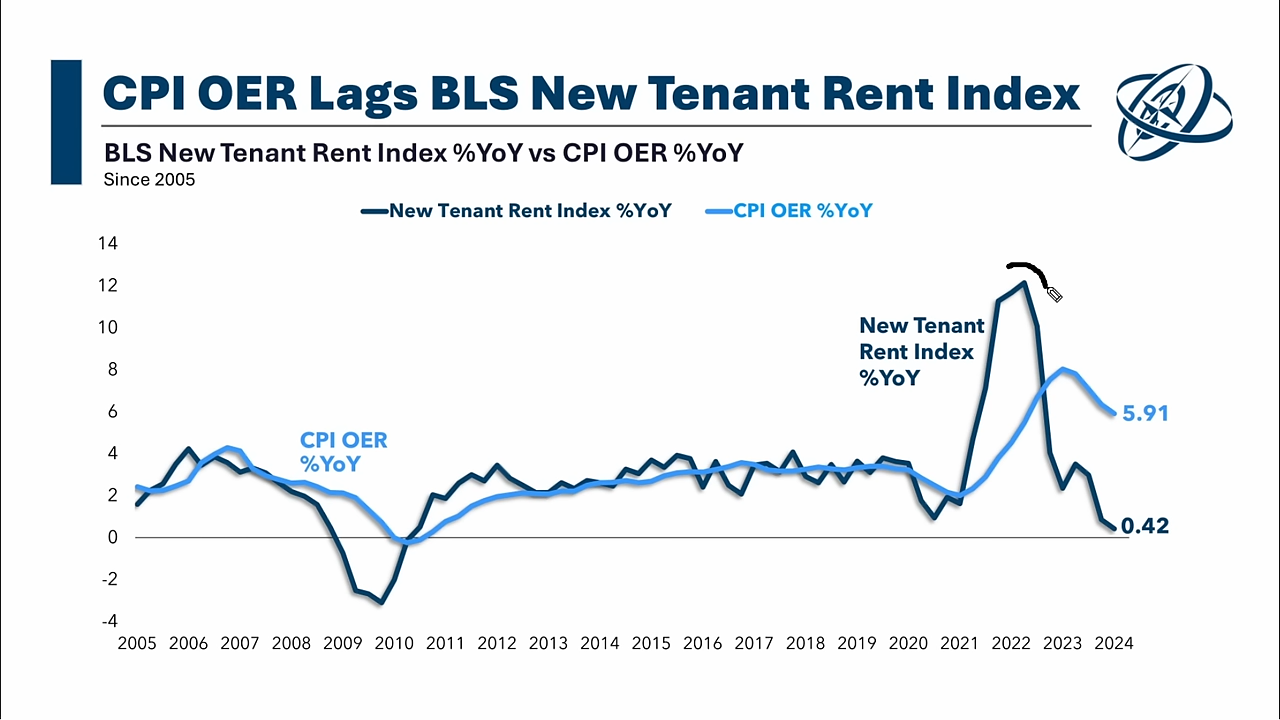 CPI OER Lags BLS New Tenant Rent Index
BLS New Tenant Rent Index %YoY vs CPI OER %YoY
Since 2005
New Tenant Rent Index %YoY CPI OER %YoY
14
12
10
8
6
4
2
0
-2
-4
New Tenant
Rent Index
%YoY
CPI OER
%YoY
5.91
0.42
2005 2006 2007 2008 2009 2010 2011 2012 2013 2014 2015 2016 2017 2018 2019 2020 2021 2022 2023 2024